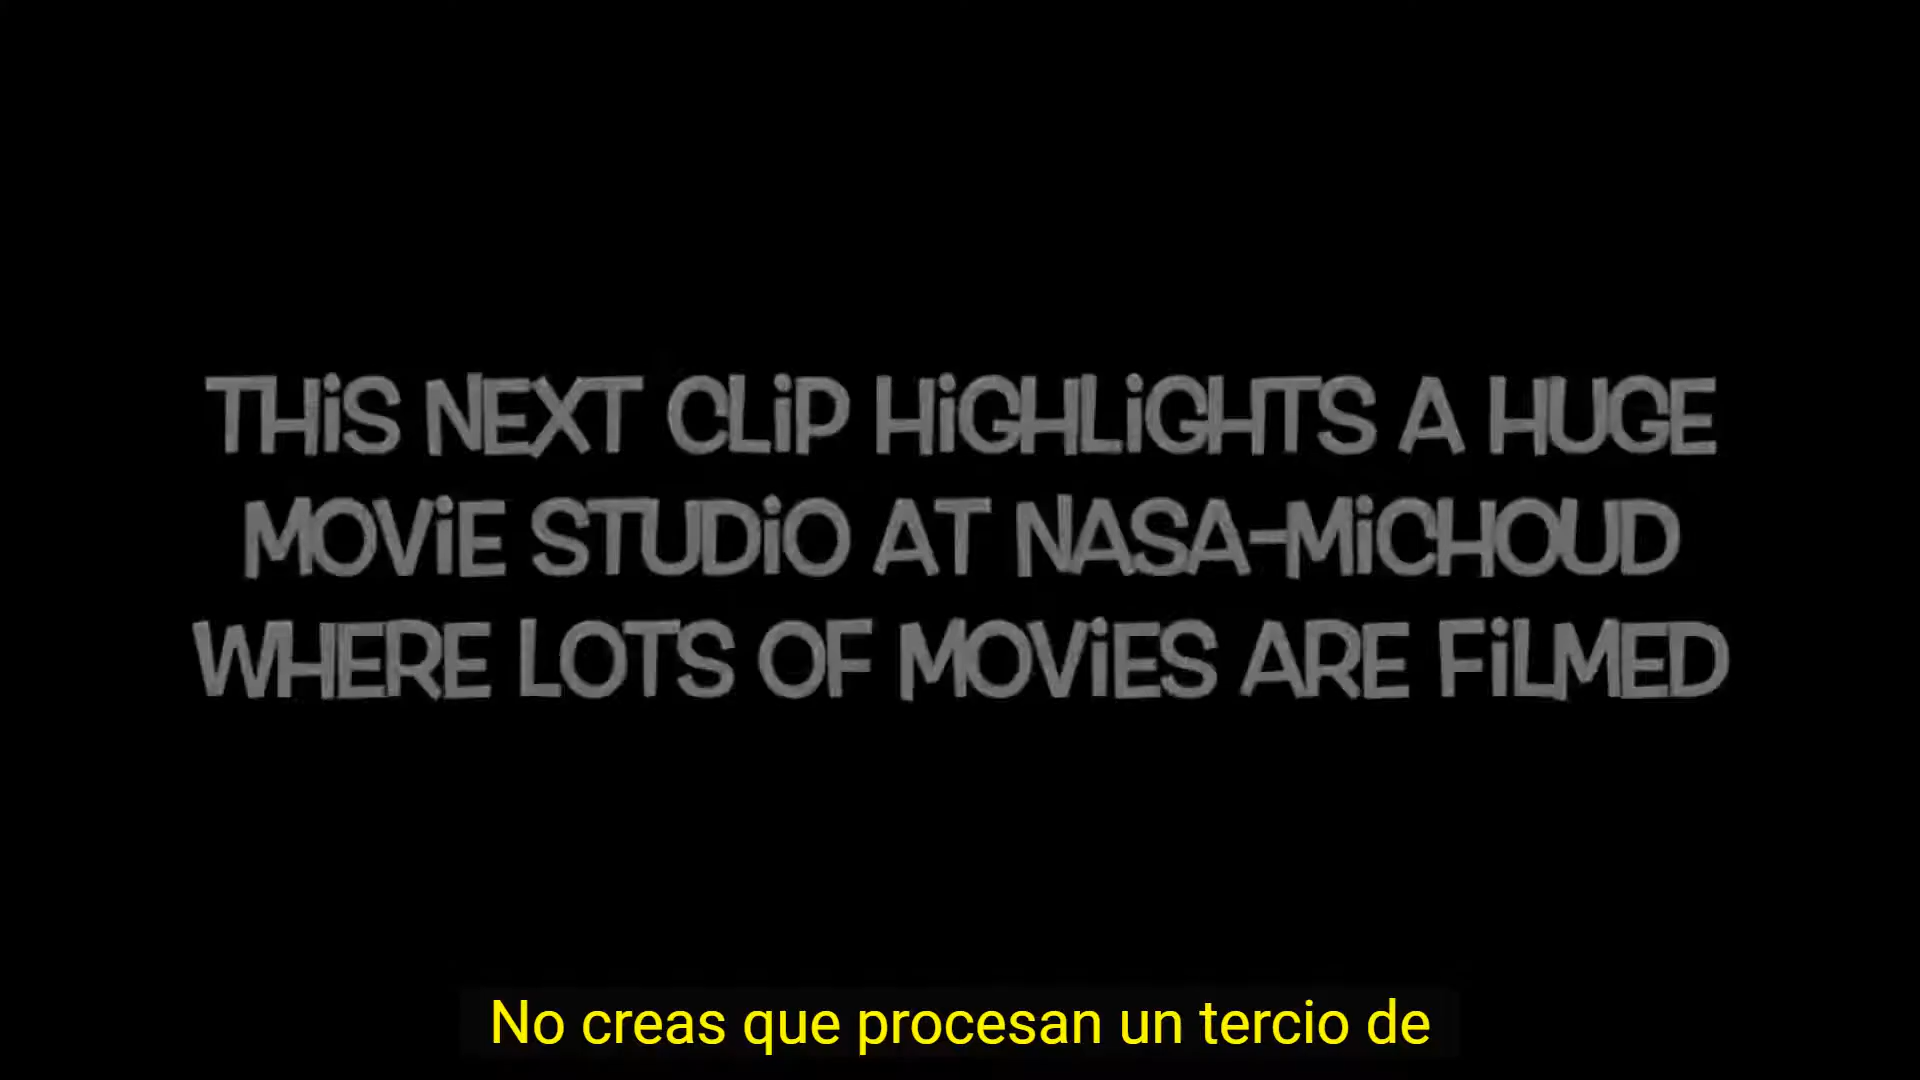 THiS NEXT CLiP HiGHLiGHTS A HUGE
MOViE STUDiO AT NASA-MiCHOUD
WHERE LOTS OF MOViES ARE FiLMED
No creas que procesan un tercio de